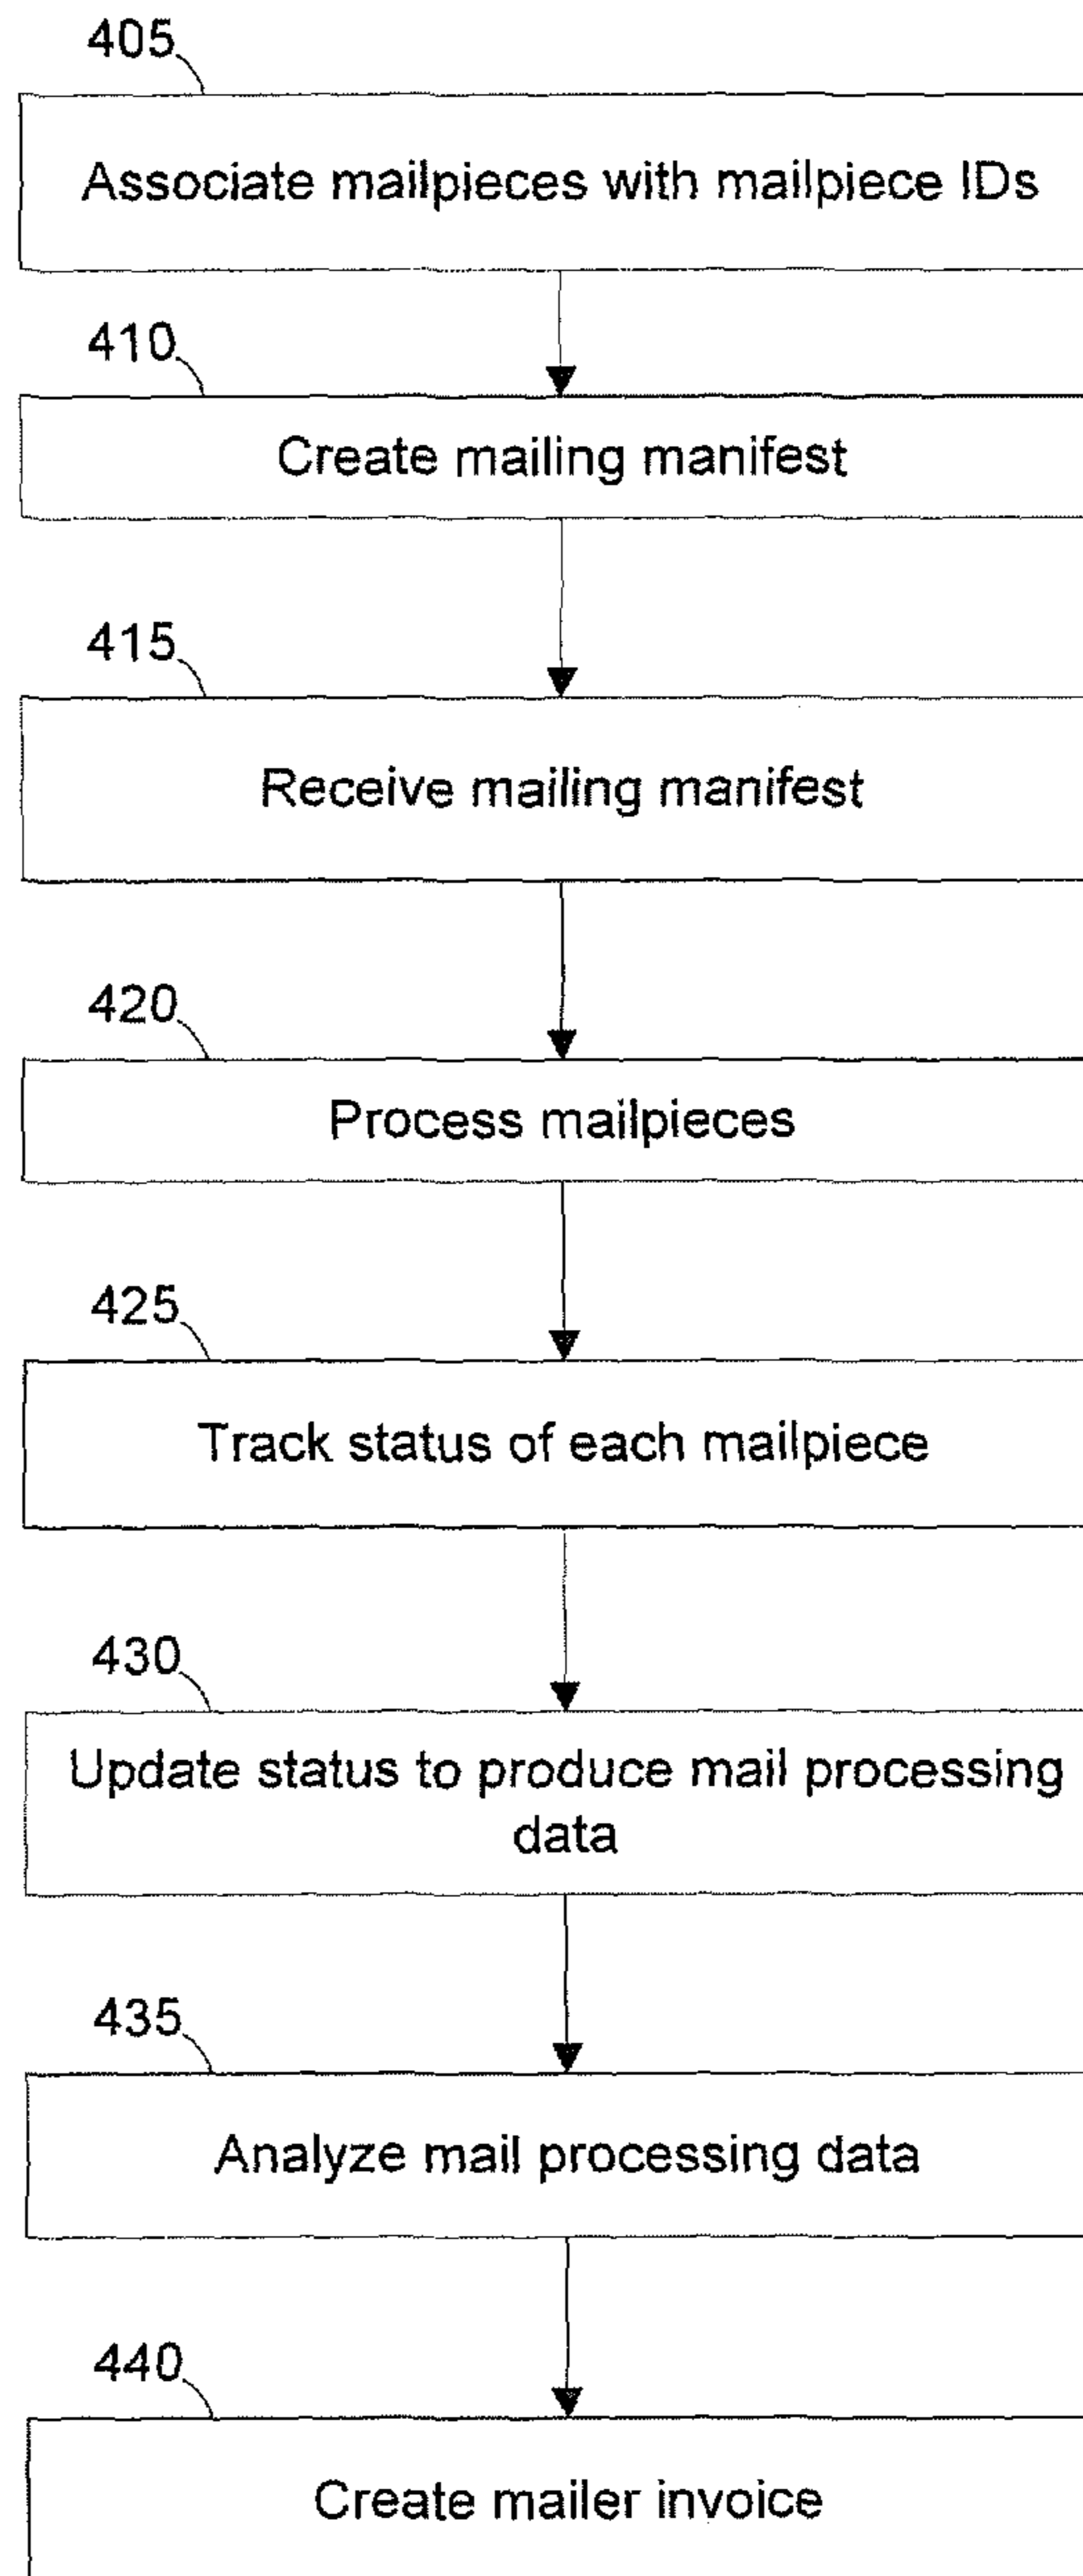 405
Associate mailpieces with mailpiece IDs
410
Create mailing manifest
415
Receive mailing manifest
420
Process mailpieces
425
Track status of each mailpiece
430
Update status to produce mail processing
data
435
Analyze mail processing data
440
Create mailer invoice